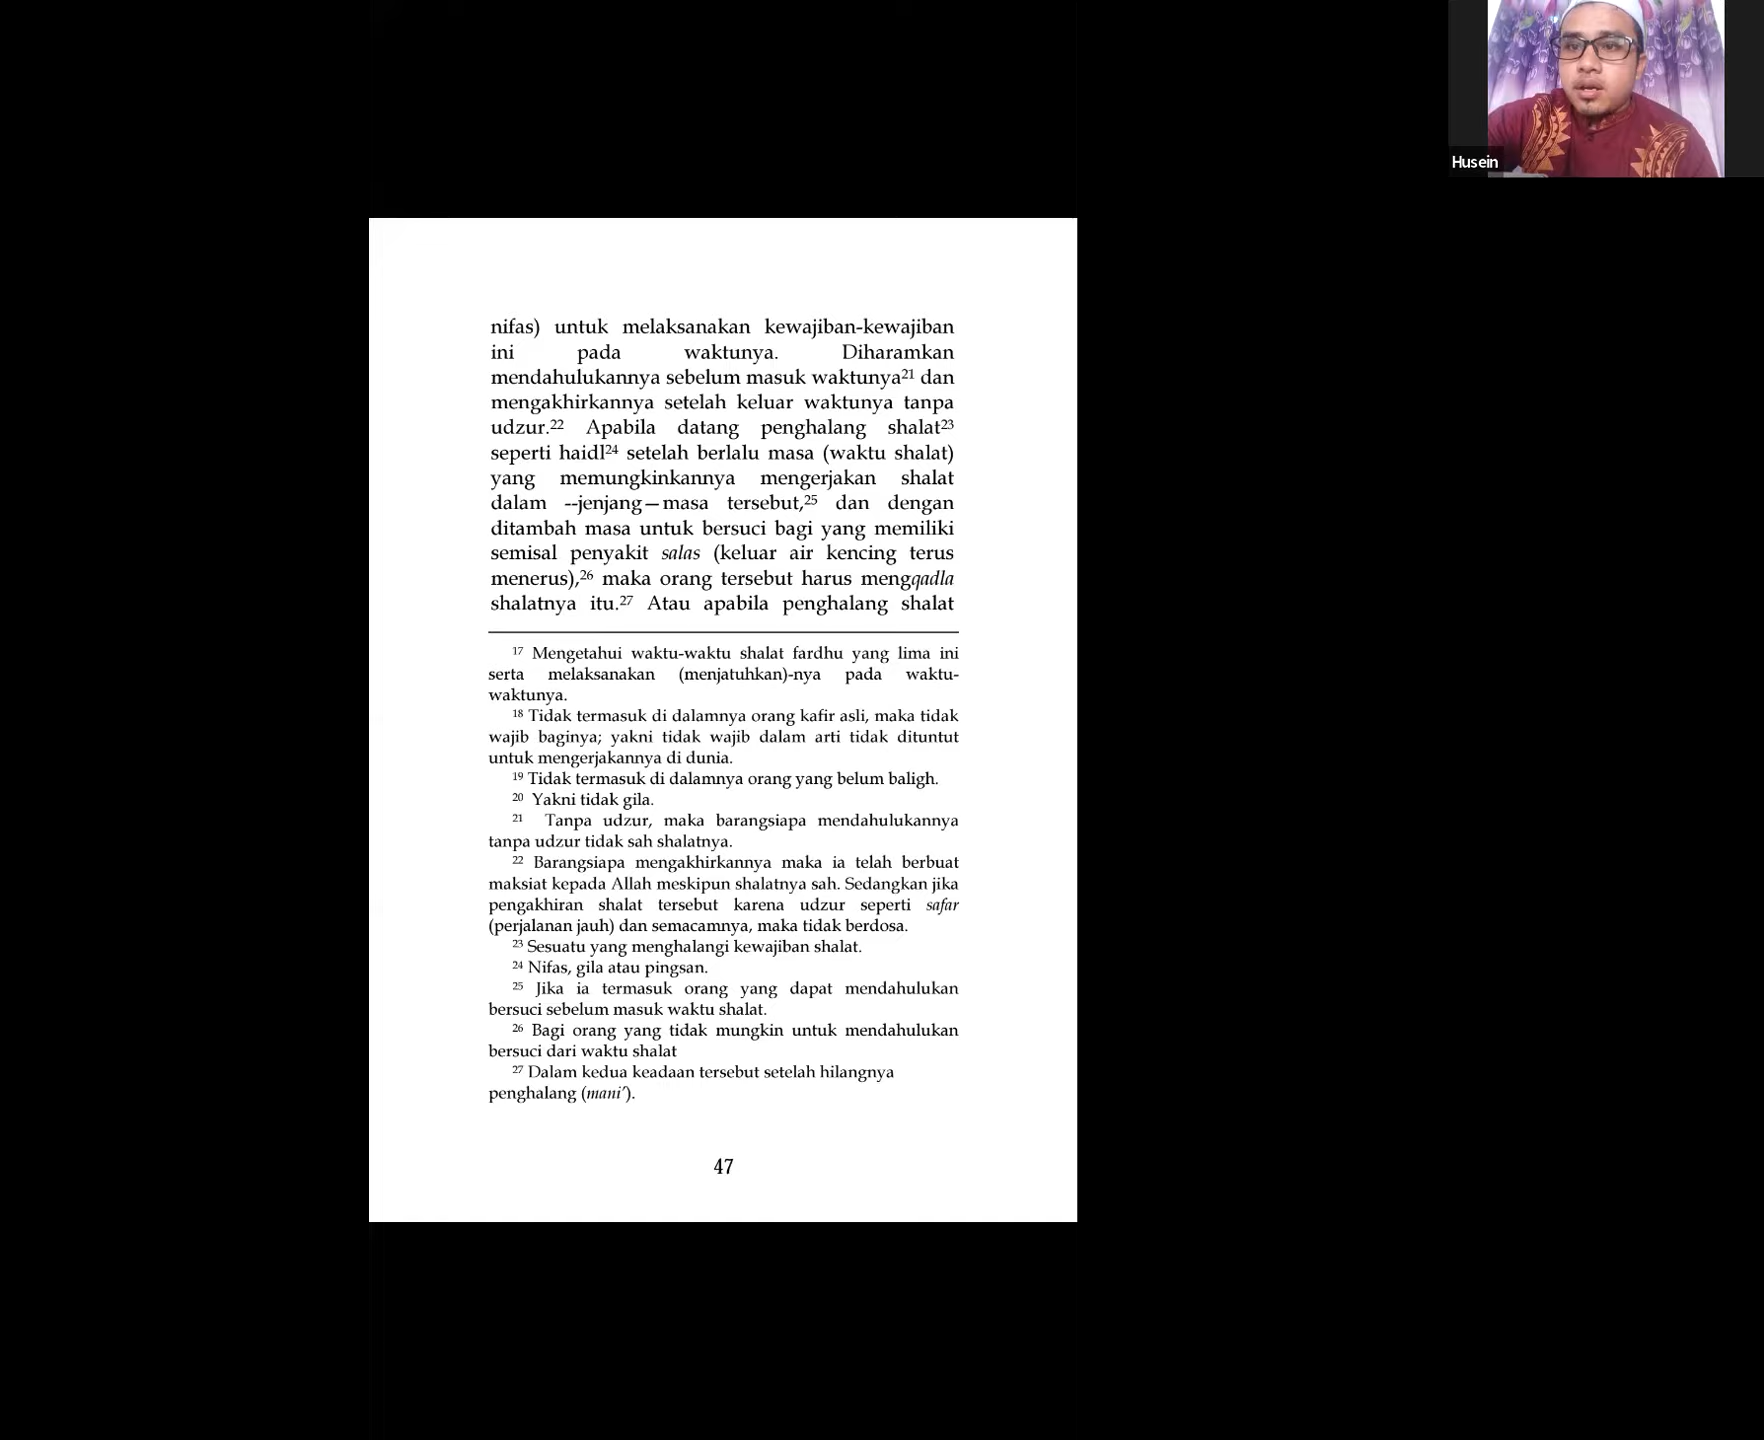 Husein
nifas) untuk melaksanakan kewajiban-kewajiban
ini pada waktunya. Diharamkan
mendahulukannya sebelum masuk waktunya²¹ dan
mengakhirkannya setelah keluar waktunya tanpa
udzur.²² Apabila datang penghalang shalat²³
seperti haidl²⁴ setelah berlalu masa (waktu shalat)
yang memungkinkannya mengerjakan shalat
dalam --jenjang—masa tersebut,²⁵ dan dengan
ditambah masa untuk bersuci bagi yang memiliki
semisal penyakit salas (keluar air kencing terus
menerus),²⁶ maka orang tersebut harus mengqadla
shalatnya itu.²⁷ Atau apabila penghalang shalat
¹⁷ Mengetahui waktu-waktu shalat fardhu yang lima ini
serta melaksanakan (menjatuhkan)-nya pada waktu-
waktunya.
¹⁸ Tidak termasuk di dalamnya orang kafir asli, maka tidak
wajib baginya; yakni tidak wajib dalam arti tidak dituntut
untuk mengerjakannya di dunia.
¹⁹ Tidak termasuk di dalamnya orang yang belum baligh.
²⁰ Yakni tidak gila.
²¹ Tanpa udzur, maka barangsiapa mendahulukannya
tanpa udzur tidak sah shalatnya.
²² Barangsiapa mengakhirkannya maka ia telah berbuat
maksiat kepada Allah meskipun shalatnya sah. Sedangkan jika
pengakhiran shalat tersebut karena udzur seperti safar
(perjalanan jauh) dan semacamnya, maka tidak berdosa.
²³ Sesuatu yang menghalangi kewajiban shalat.
²⁴ Nifas, gila atau pingsan.
²⁵ Jika ia termasuk orang yang dapat mendahulukan
bersuci sebelum masuk waktu shalat.
²⁶ Bagi orang yang tidak mungkin untuk mendahulukan
bersuci dari waktu shalat
²⁷ Dalam kedua keadaan tersebut setelah hilangnya
penghalang (mani’).
47